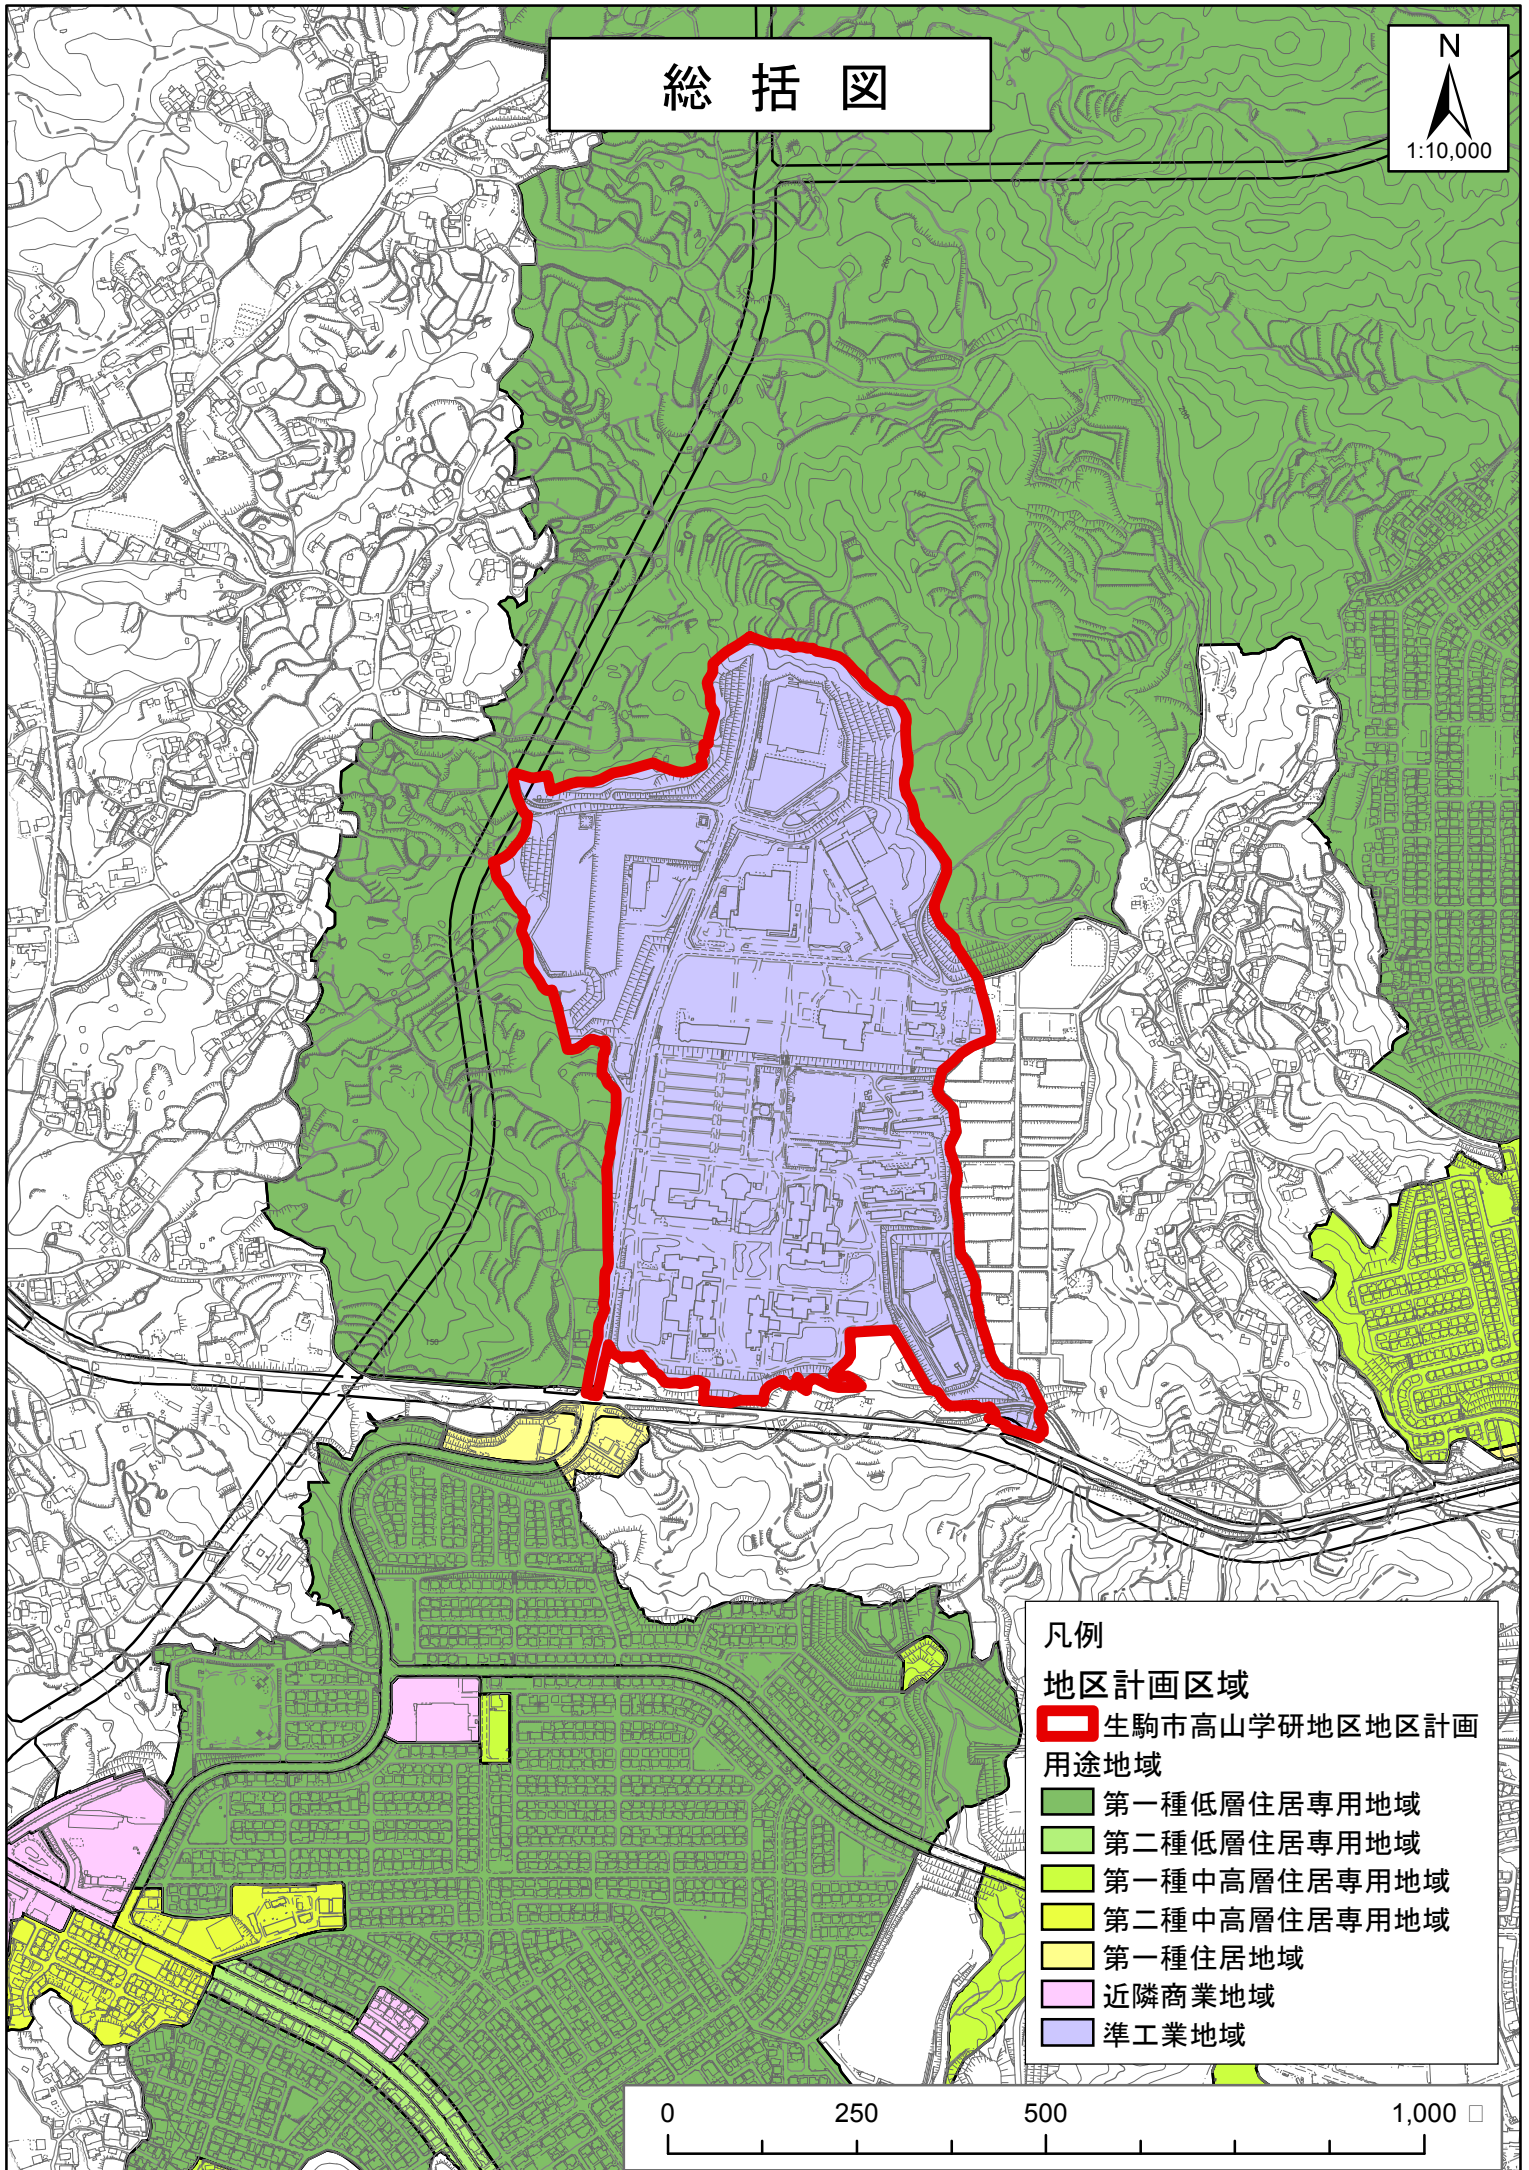 総括図
N
1:10,000
凡例
地区計画区域
生駒市高山学研地区地区計画
用途地域
第一種低層住居専用地域
第二種低層住居専用地域
第一種中高層住居専用地域
第二種中高層住居専用地域
第一種住居地域
近隣商業地域
準工業地域
0 250 500 1,000